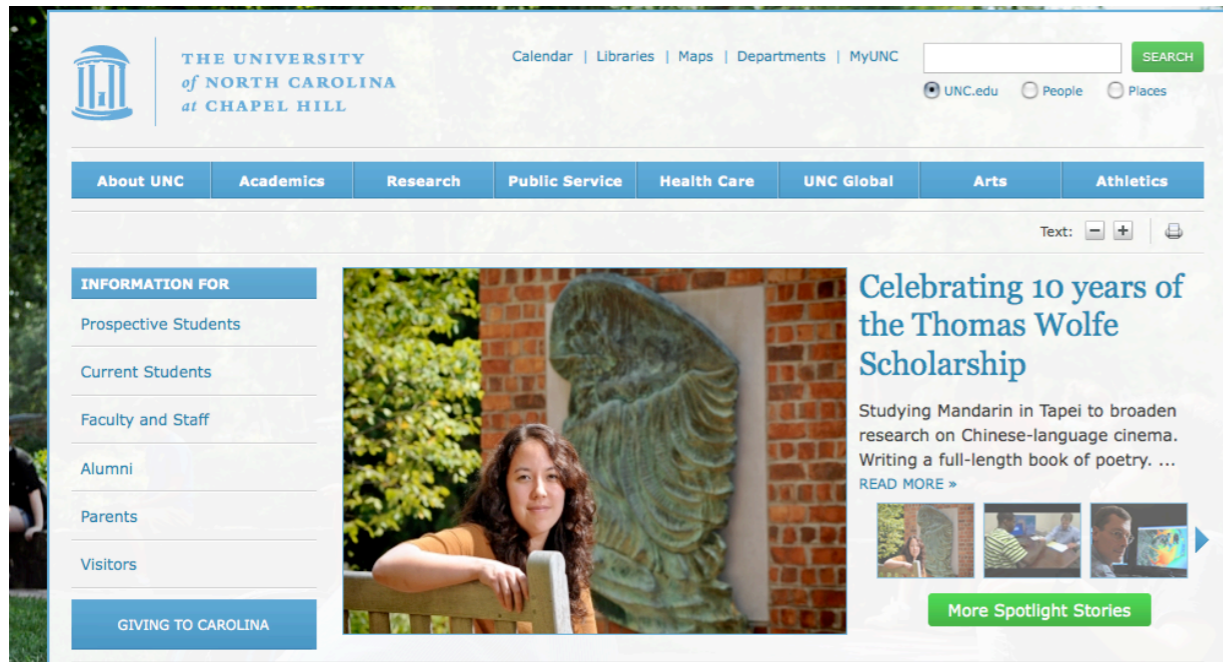 THE UNIVERSITY
of NORTH CAROLINA
at CHAPEL HILL
Calendar | Libraries | Maps | Departments | MyUNC
SEARCH
UNC.edu People Places
About UNC Academics Research Public Service Health Care UNC Global Arts Athletics
Text: - +
INFORMATION FOR
Prospective Students
Current Students
Faculty and Staff
Alumni
Parents
Visitors
GIVING TO CAROLINA
Celebrating 10 years of
the Thomas Wolfe
Scholarship
Studying Mandarin in Tapei to broaden
research on Chinese-language cinema.
Writing a full-length book of poetry. ...
READ MORE »
More Spotlight Stories